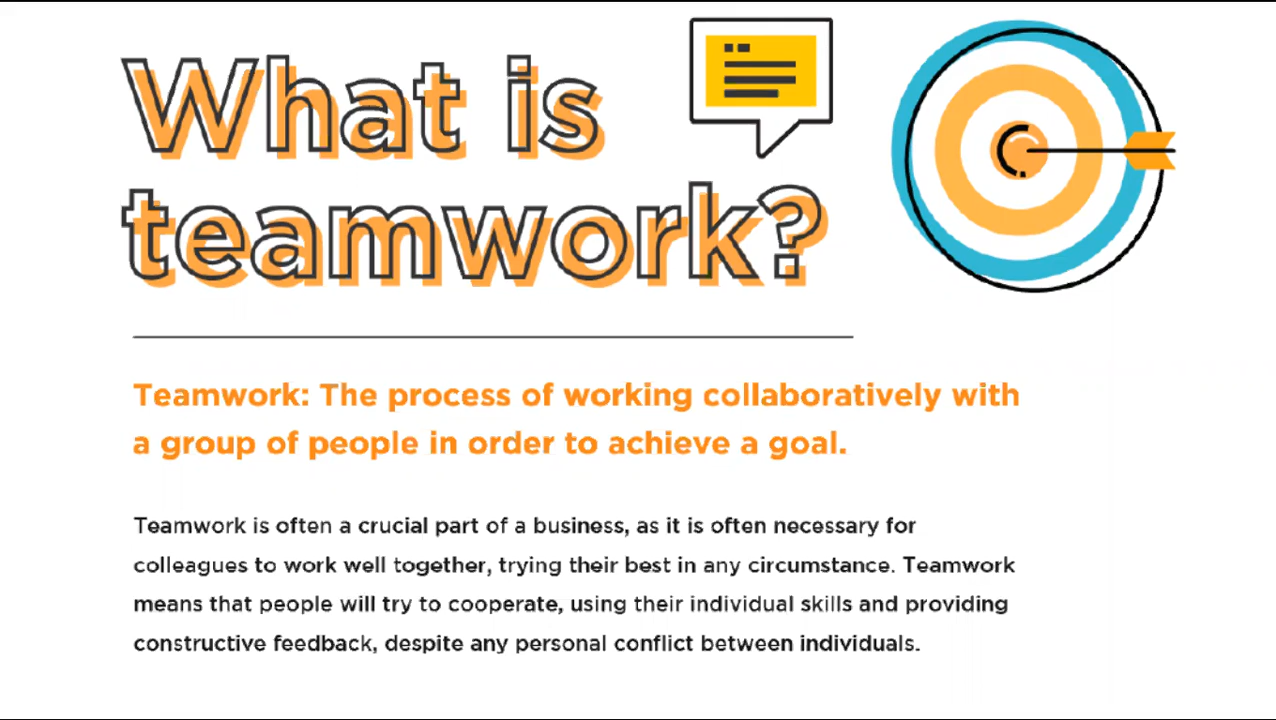 What is
teamwork?
Teamwork: The process of working collaboratively with
a group of people in order to achieve a goal.
Teamwork is often a crucial part of a business, as it is often necessary for
colleagues to work well together, trying their best in any circumstance. Teamwork
means that people will try to cooperate, using their individual skills and providing
constructive feedback, despite any personal conflict between individuals.